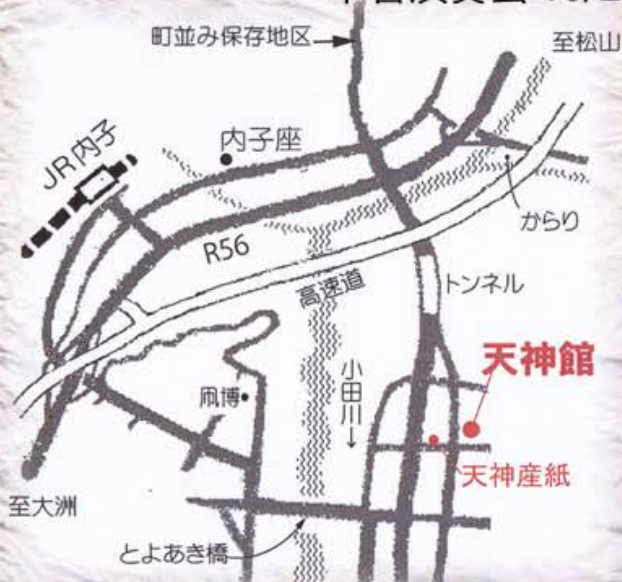 町並み保存地区
至松山
JR内子
内子座
からり
R56
高速道
トンネル
天神館
小田川→
凧博
天神産紙
至大洲
とよあき橋